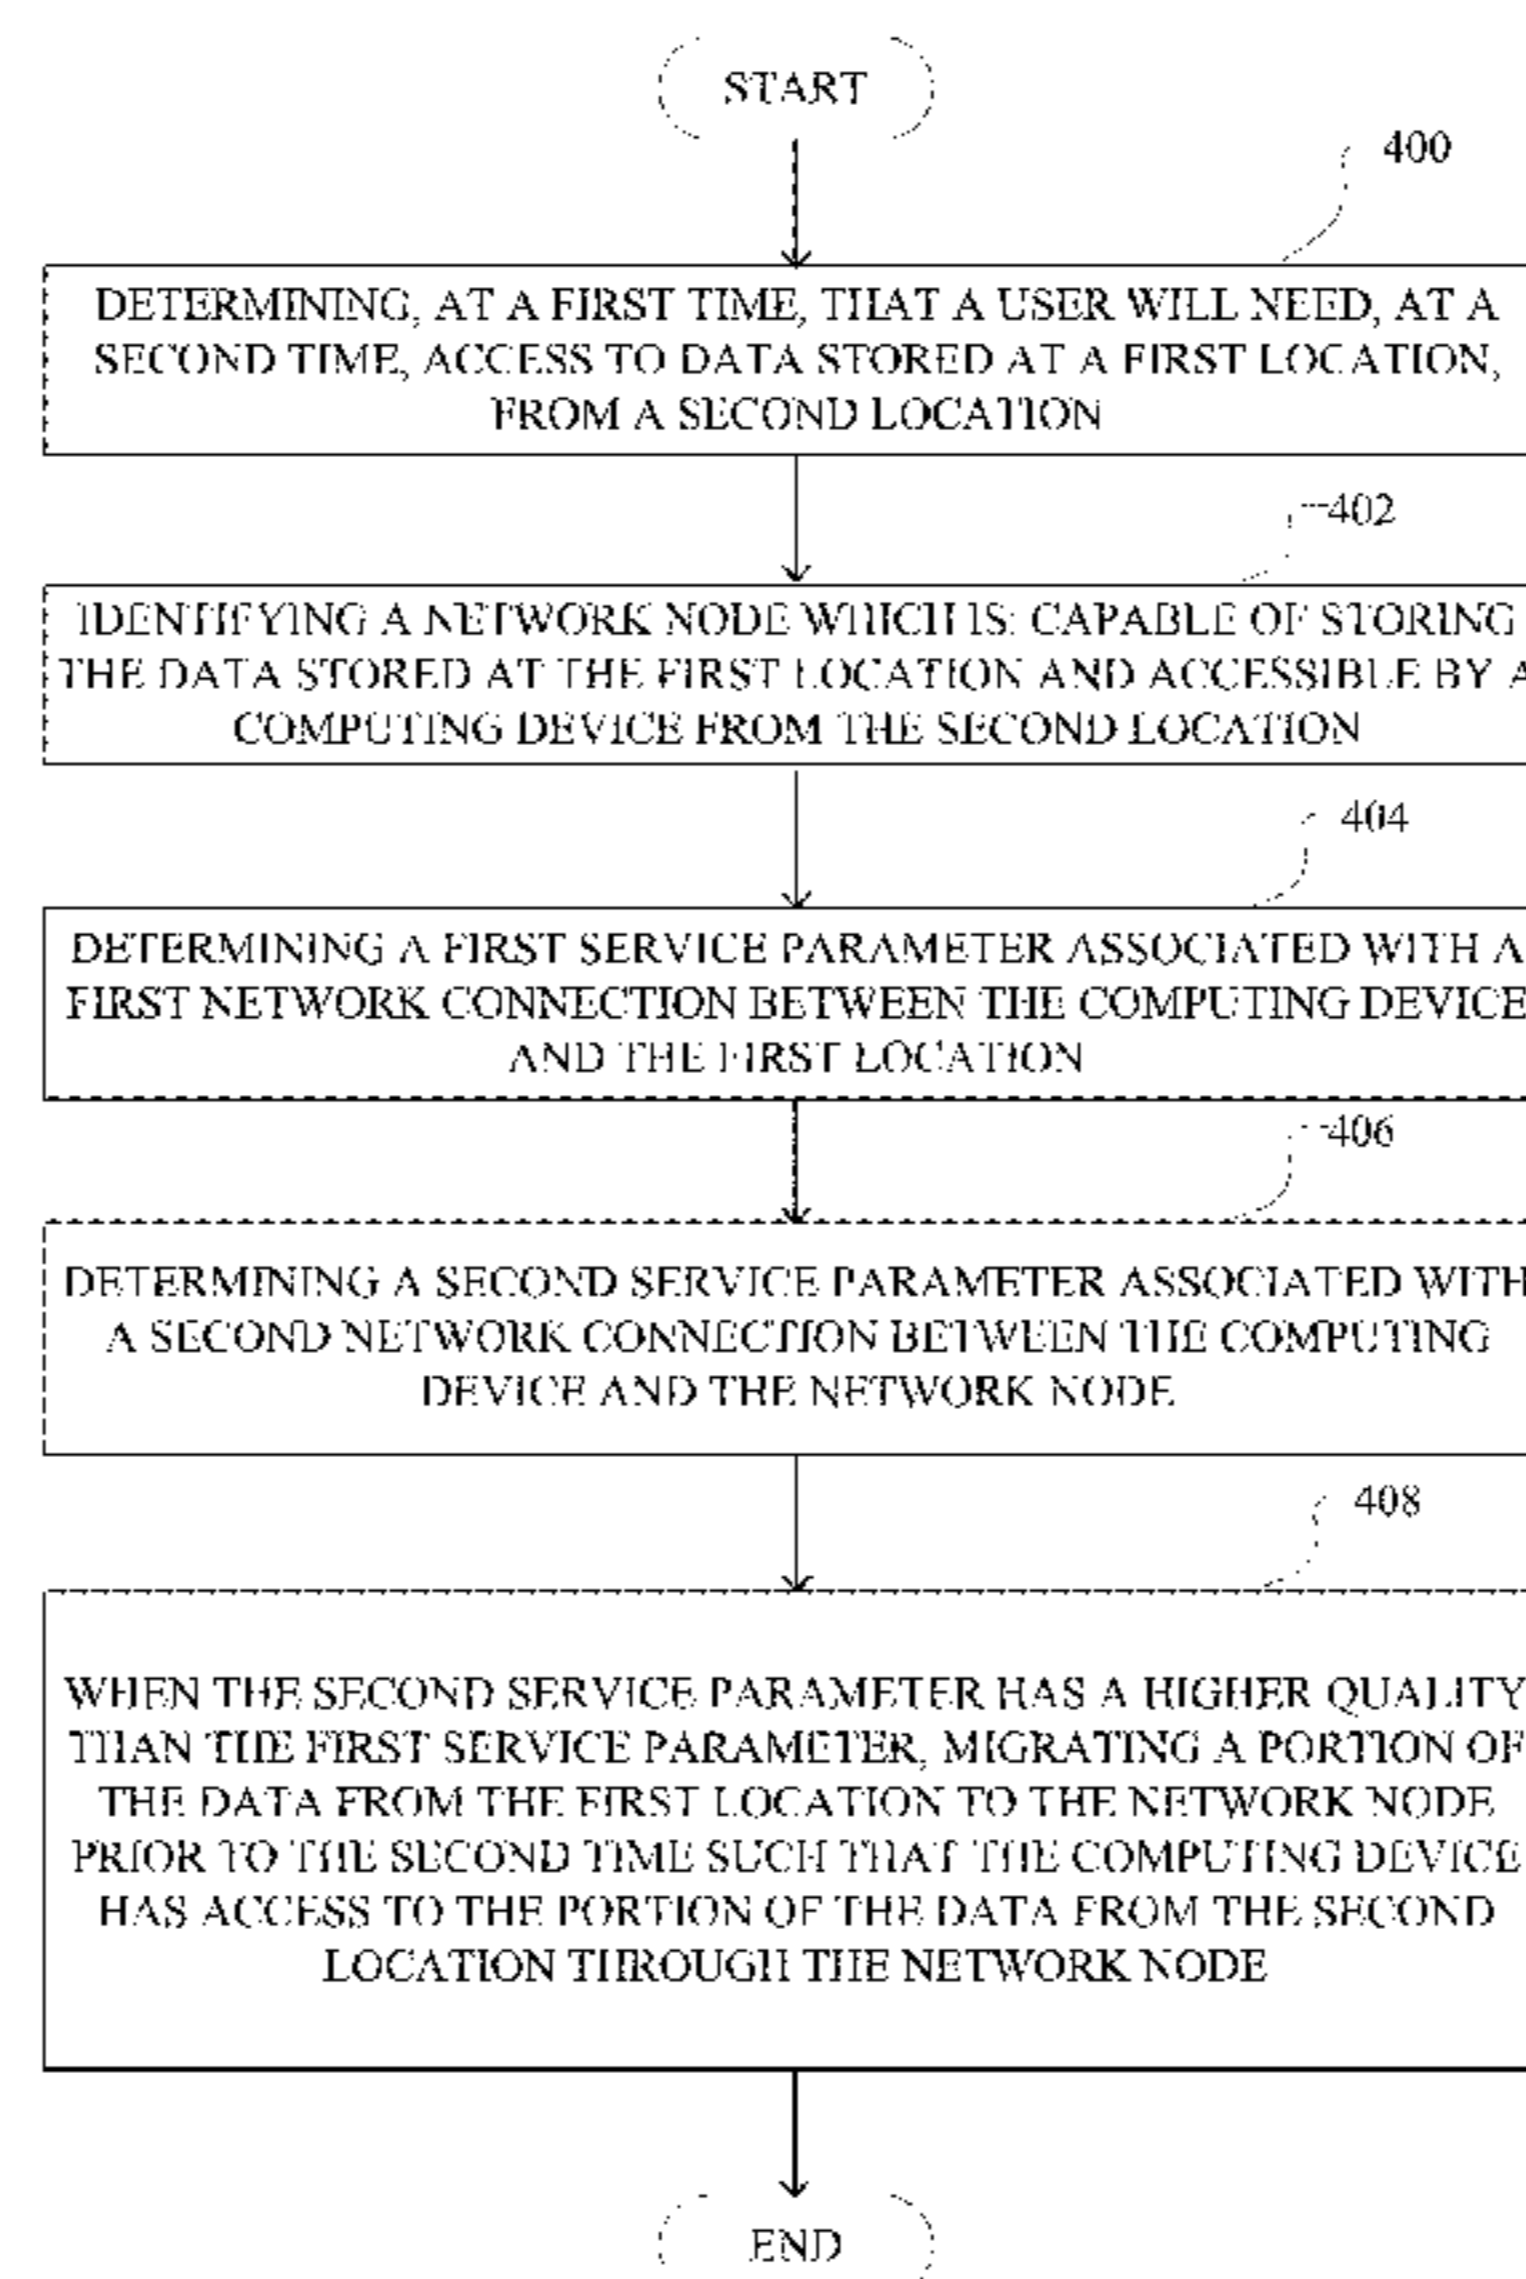 START
400
DETERMINING, AT A FIRST TIME, THAT A USER WILL NEED, AT A
SECOND TIME, ACCESS TO DATA STORED AT A FIRST LOCATION,
FROM A SECOND LOCATION
402
IDENTIFYING A NETWORK NODE WHICH IS: CAPABLE OF STORING
THE DATA STORED AT THE FIRST LOCATION AND ACCESSIBLE BY A
COMPUTING DEVICE FROM THE SECOND LOCATION
404
DETERMINING A FIRST SERVICE PARAMETER ASSOCIATED WITH A
FIRST NETWORK CONNECTION BETWEEN THE COMPUTING DEVICE
AND THE FIRST LOCATION
406
DETERMINING A SECOND SERVICE PARAMETER ASSOCIATED WITH
A SECOND NETWORK CONNECTION BETWEEN THE COMPUTING
DEVICE AND THE NETWORK NODE
408
WHEN THE SECOND SERVICE PARAMETER HAS A HIGHER QUALITY
THAN THE FIRST SERVICE PARAMETER, MIGRATING A PORTION OF
THE DATA FROM THE FIRST LOCATION TO THE NETWORK NODE
PRIOR TO THE SECOND TIME SUCH THAT THE COMPUTING DEVICE
HAS ACCESS TO THE PORTION OF THE DATA FROM THE SECOND
LOCATION THROUGH THE NETWORK NODE
END